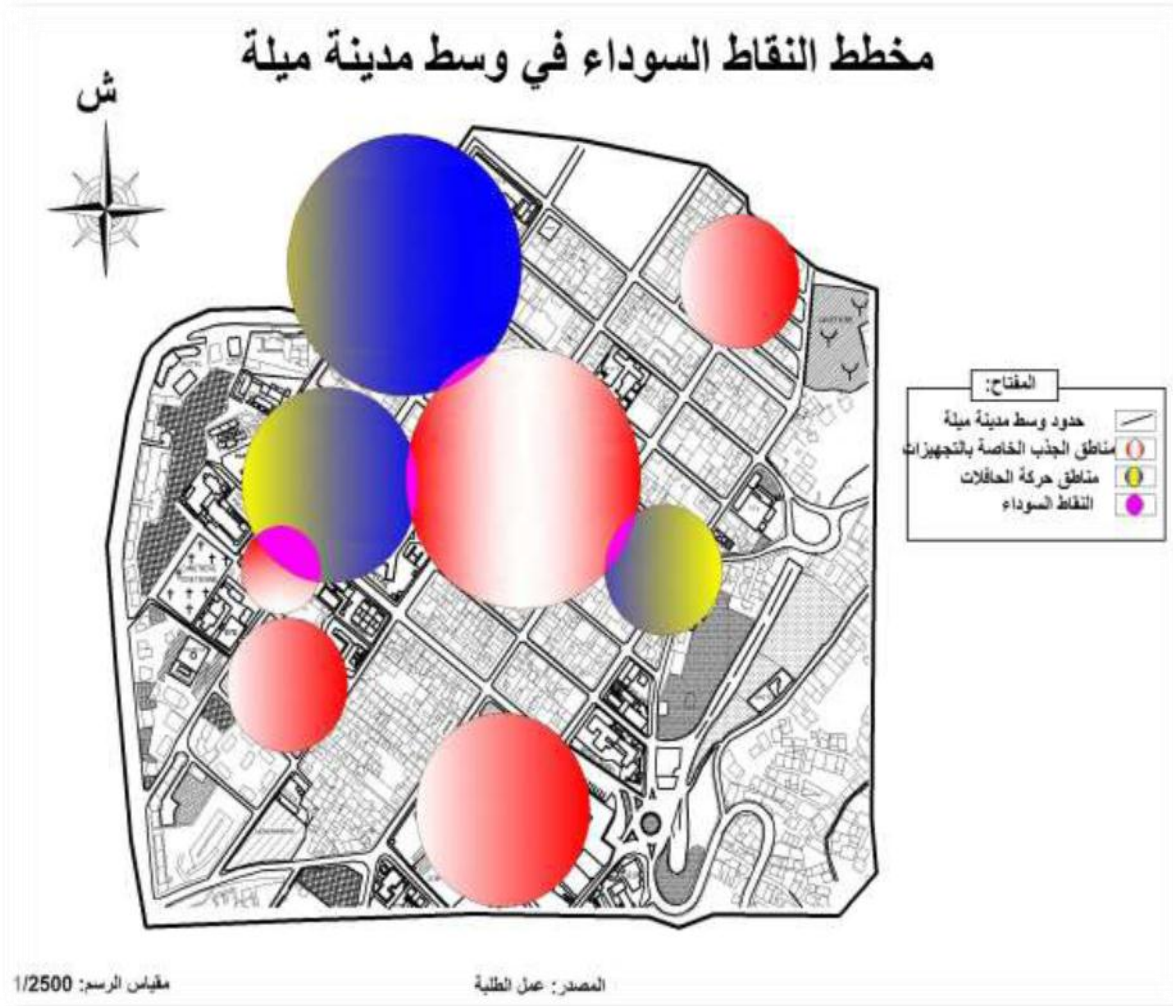 مخطط النقاط السوداء في وسط مدينة ميلة
ش
المفتاح:
حدود وسط مدينة ميلة
مناطق الجذب الخاصة بالتجهيزات
مناطق حركة الحافلات
النقاط السوداء
المصدر: عمل الطلبة
مقياس الرسم: 1/2500